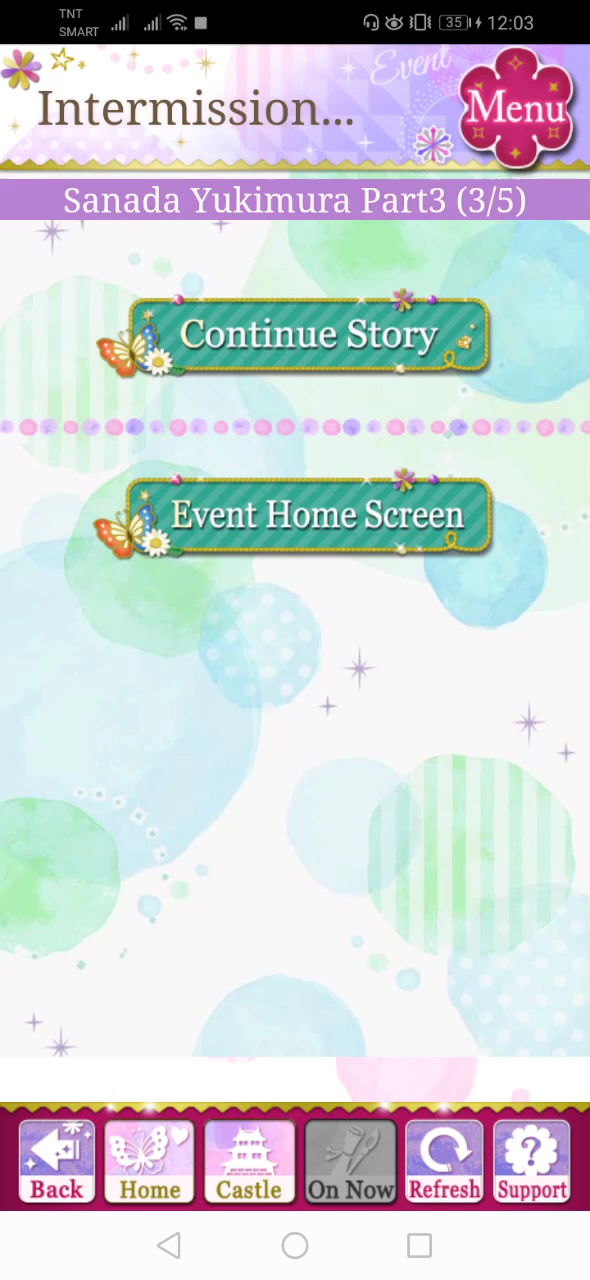 TNT
SMART
35
12:03
Event
Intermission...
Menu
Sanada Yukimura Part3 (3/5)
Continue Story
Event Home Screen
Back
Home
Castle
On Now
Refresh
?
Support